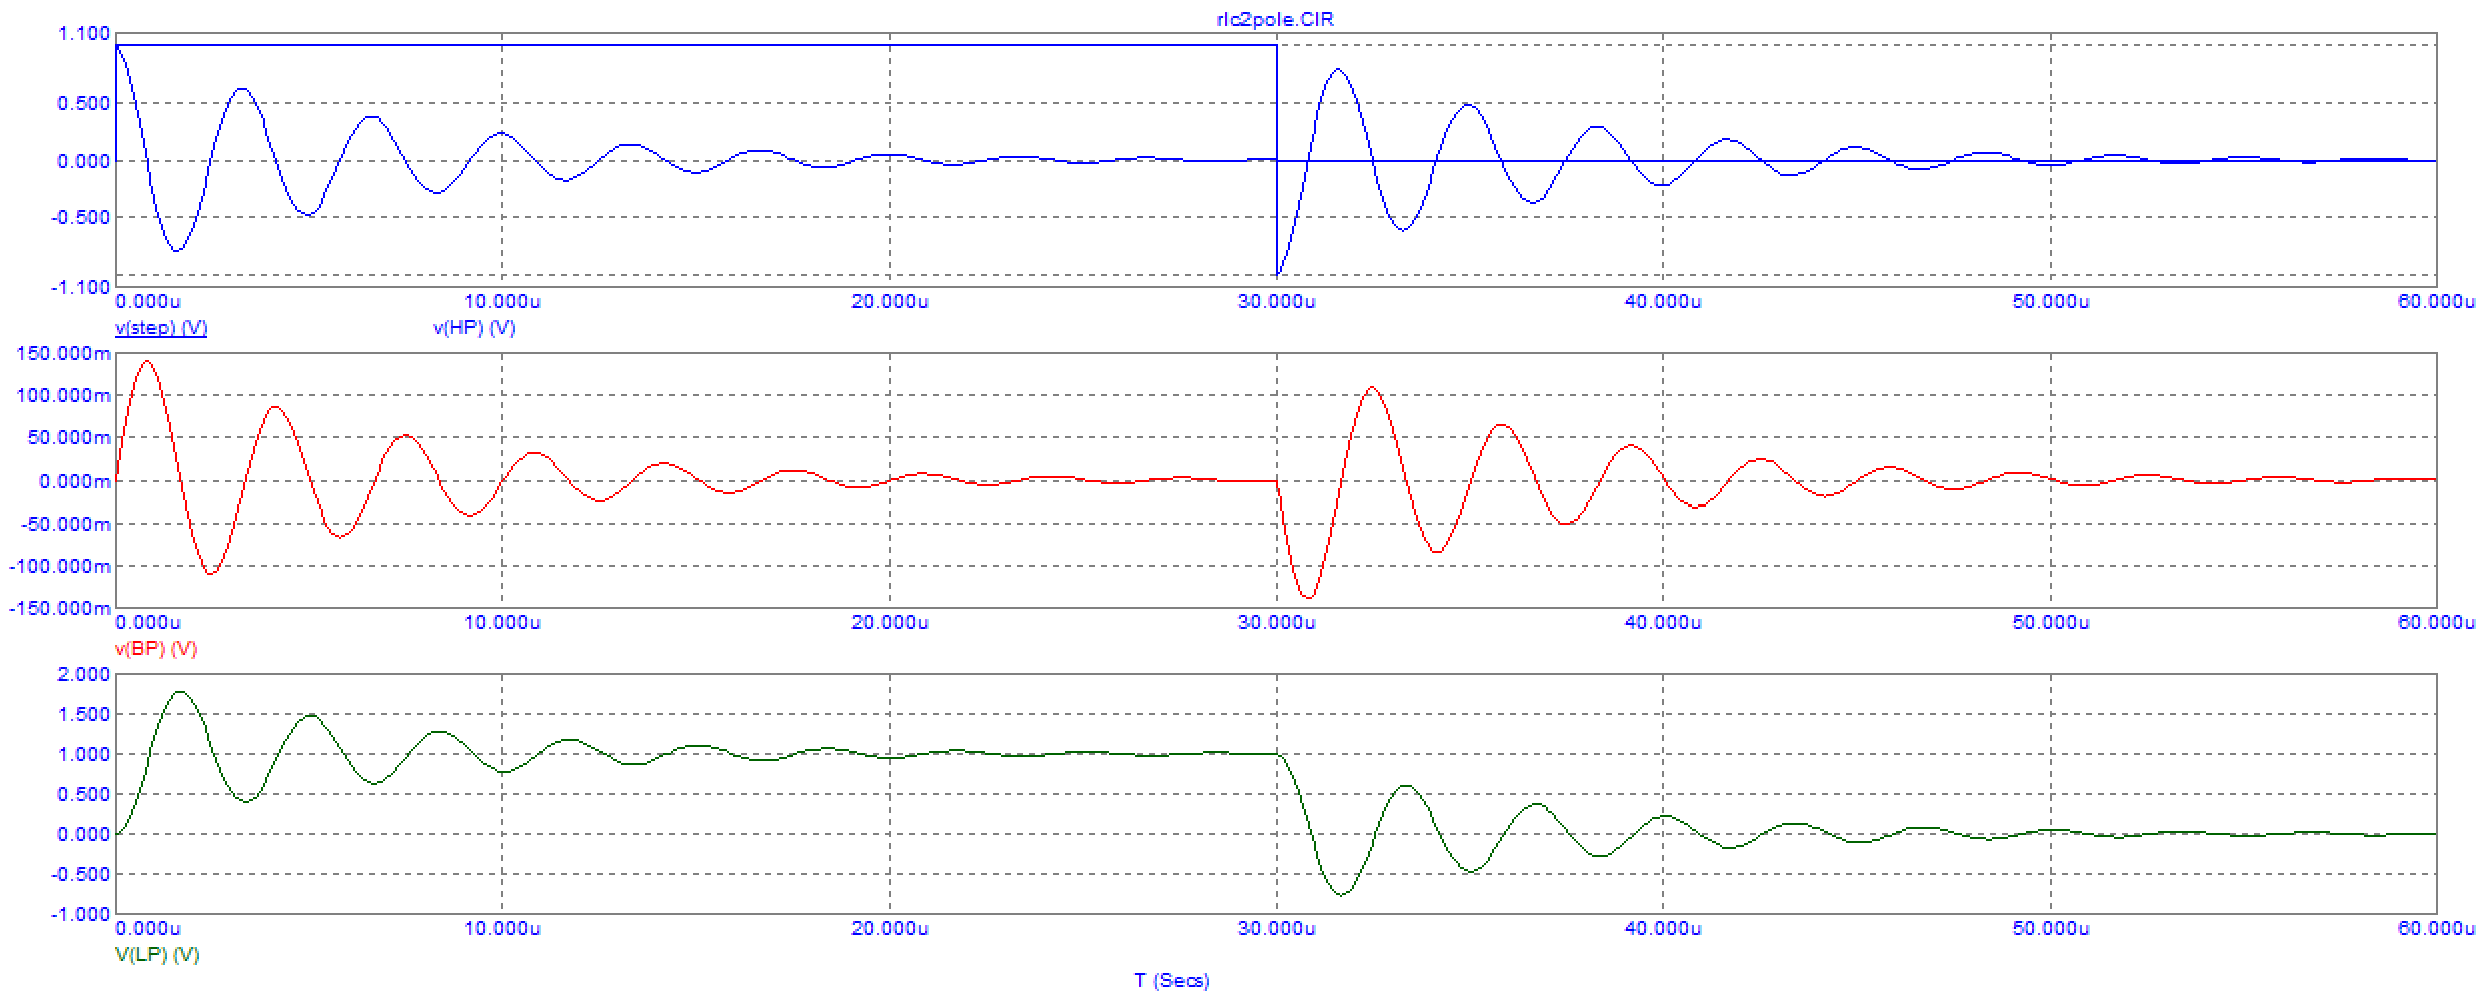 rlc2pole.CIR
1.100
0.500
0.000
-0.500
-1.100
0.000u 10.000u 20.000u 30.000u 40.000u 50.000u 60.000u
v(step) (V) v(HP) (V)
150.000m
100.000m
50.000m
0.000m
-50.000m
-100.000m
-150.000m
0.000u 10.000u 20.000u 30.000u 40.000u 50.000u 60.000u
v(BP) (V)
2.000
1.500
1.000
0.500
0.000
-0.500
-1.000
0.000u 10.000u 20.000u 30.000u 40.000u 50.000u 60.000u
V(LP) (V)
T (Secs)